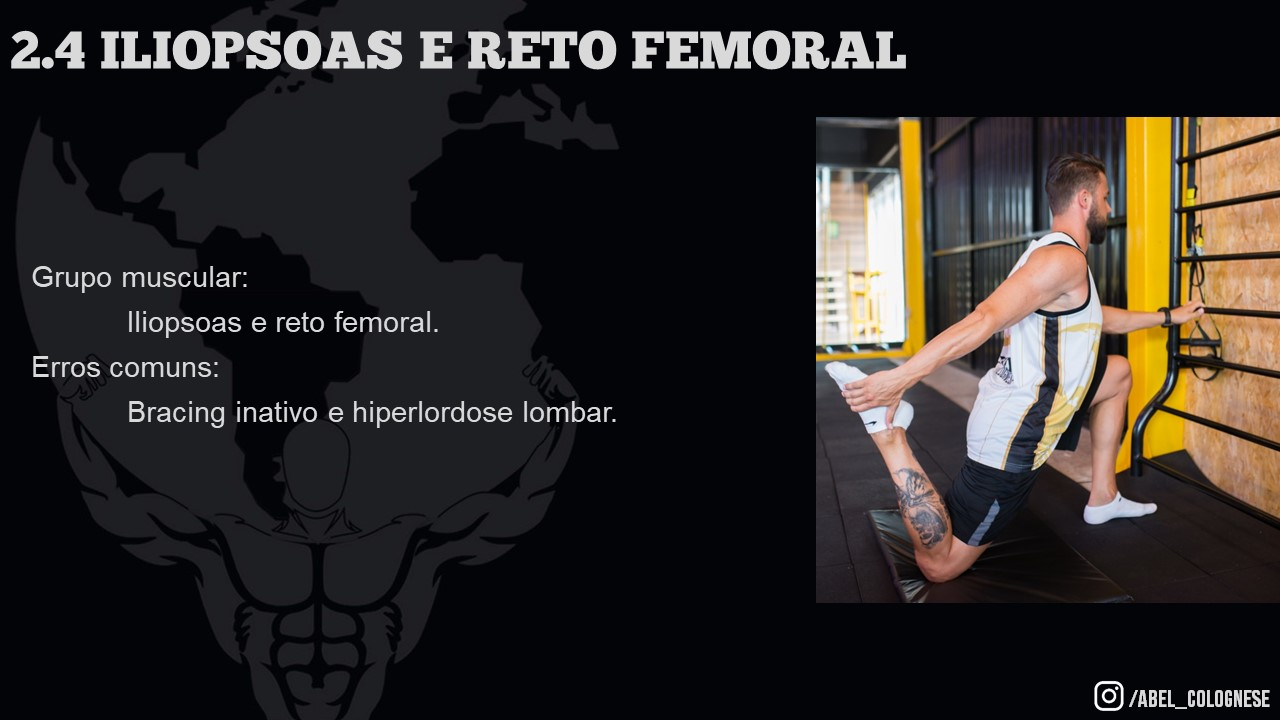 2.4 ILIOPSOAS E RETO FEMORAL
Grupo muscular:
Iliopsoas e reto femoral.
Erros comuns:
Bracing inativo e hiperlordose lombar.
/ABEL_COLOGNESE